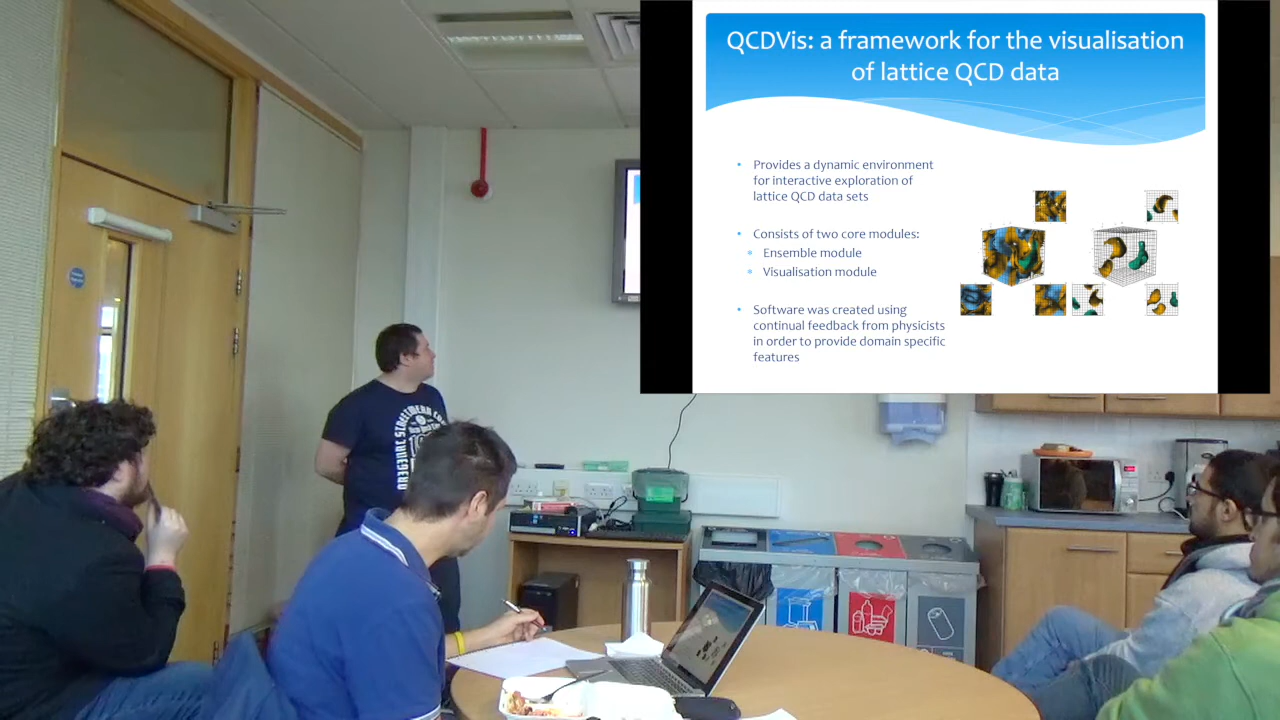 QCDVis: a framework for the visualisation
of lattice QCD data
Provides a dynamic environment
for interactive exploration of
lattice QCD data sets
Consists of two core modules:
Ensemble module
Visualisation module
Software was created using
continual feedback from physicists
in order to provide domain specific
features